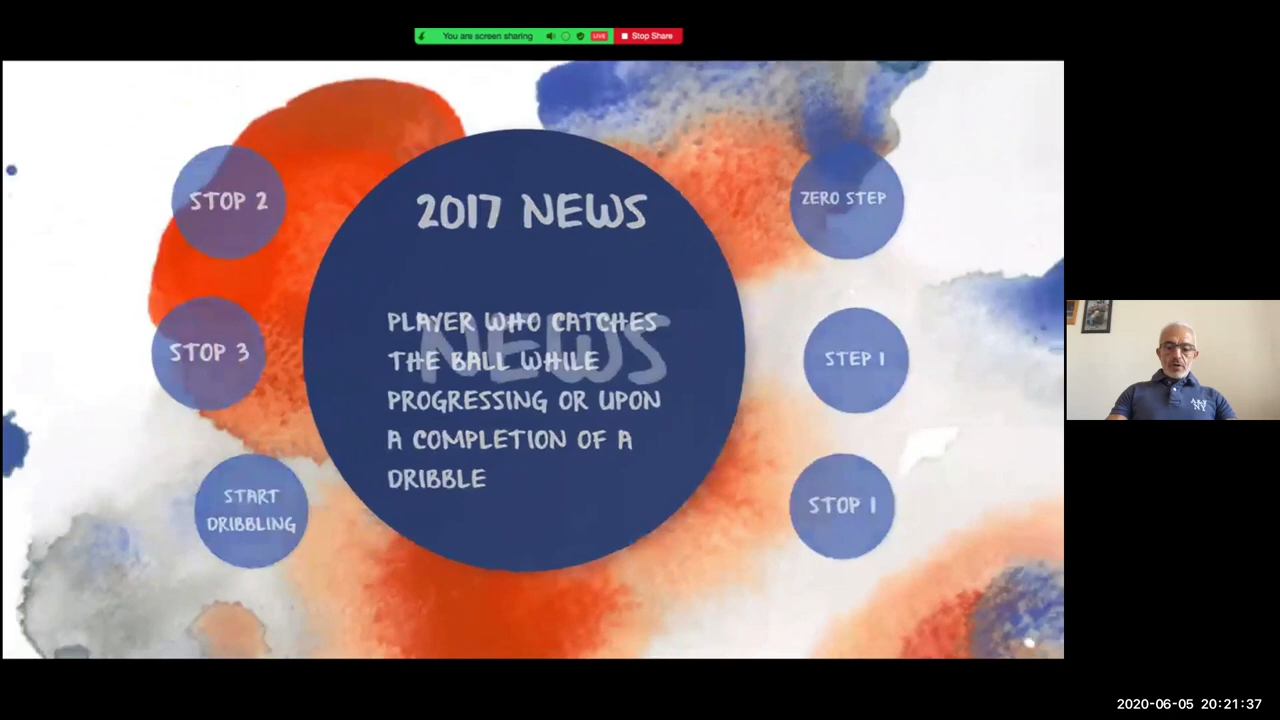 You are screen sharing
LIVE
Stop Share
2017 NEWS
NEWS
PLAYER WHO CATCHES
THE BALL WHILE
PROGRESSING OR UPON
A COMPLETION OF A
DRIBBLE
STOP 2
STOP 3
START
DRIBBLING
ZERO STEP
STEP 1
STOP 1
2020-06-05 20:21:37